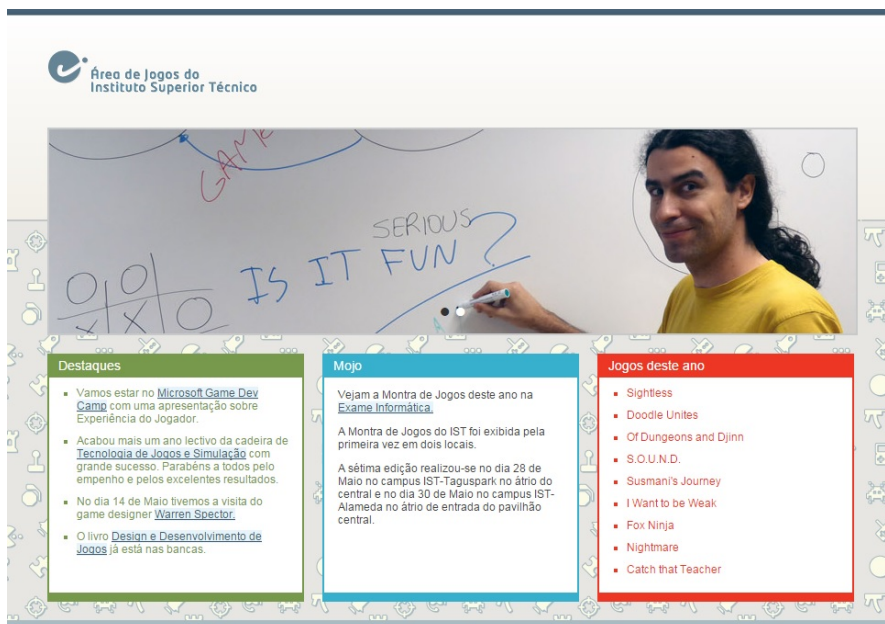 Área de Jogos do
Instituto Superior Técnico
GAME
SERIOUS
IS IT FUN?
Destaques
Vamos estar no Microsoft Game Dev
Camp com uma apresentação sobre
Experiência do Jogador.
Acabou mais um ano lectivo da cadeira de
Tecnologia de Jogos e Simulação com
grande sucesso. Parabéns a todos pelo
empenho e pelos excelentes resultados.
No dia 14 de Maio tivemos a visita do
game designer Warren Spector.
O livro Design e Desenvolvimento de
Jogos já está nas bancas.
Mojo
Vejam a Montra de Jogos deste ano na
Exame Informática.
A Montra de Jogos do IST foi exibida pela
primeira vez em dois locais.
A sétima edição realizou-se no dia 28 de
Maio no campus IST-Taguspark no átrio do
central e no dia 30 de Maio no campus IST-
Alameda no átrio de entrada do pavilhão
central.
Jogos deste ano
Sightless
Doodle Unites
Of Dungeons and Djinn
S.O.U.N.D.
Susmani's Journey
I Want to be Weak
Fox Ninja
Nightmare
Catch that Teacher